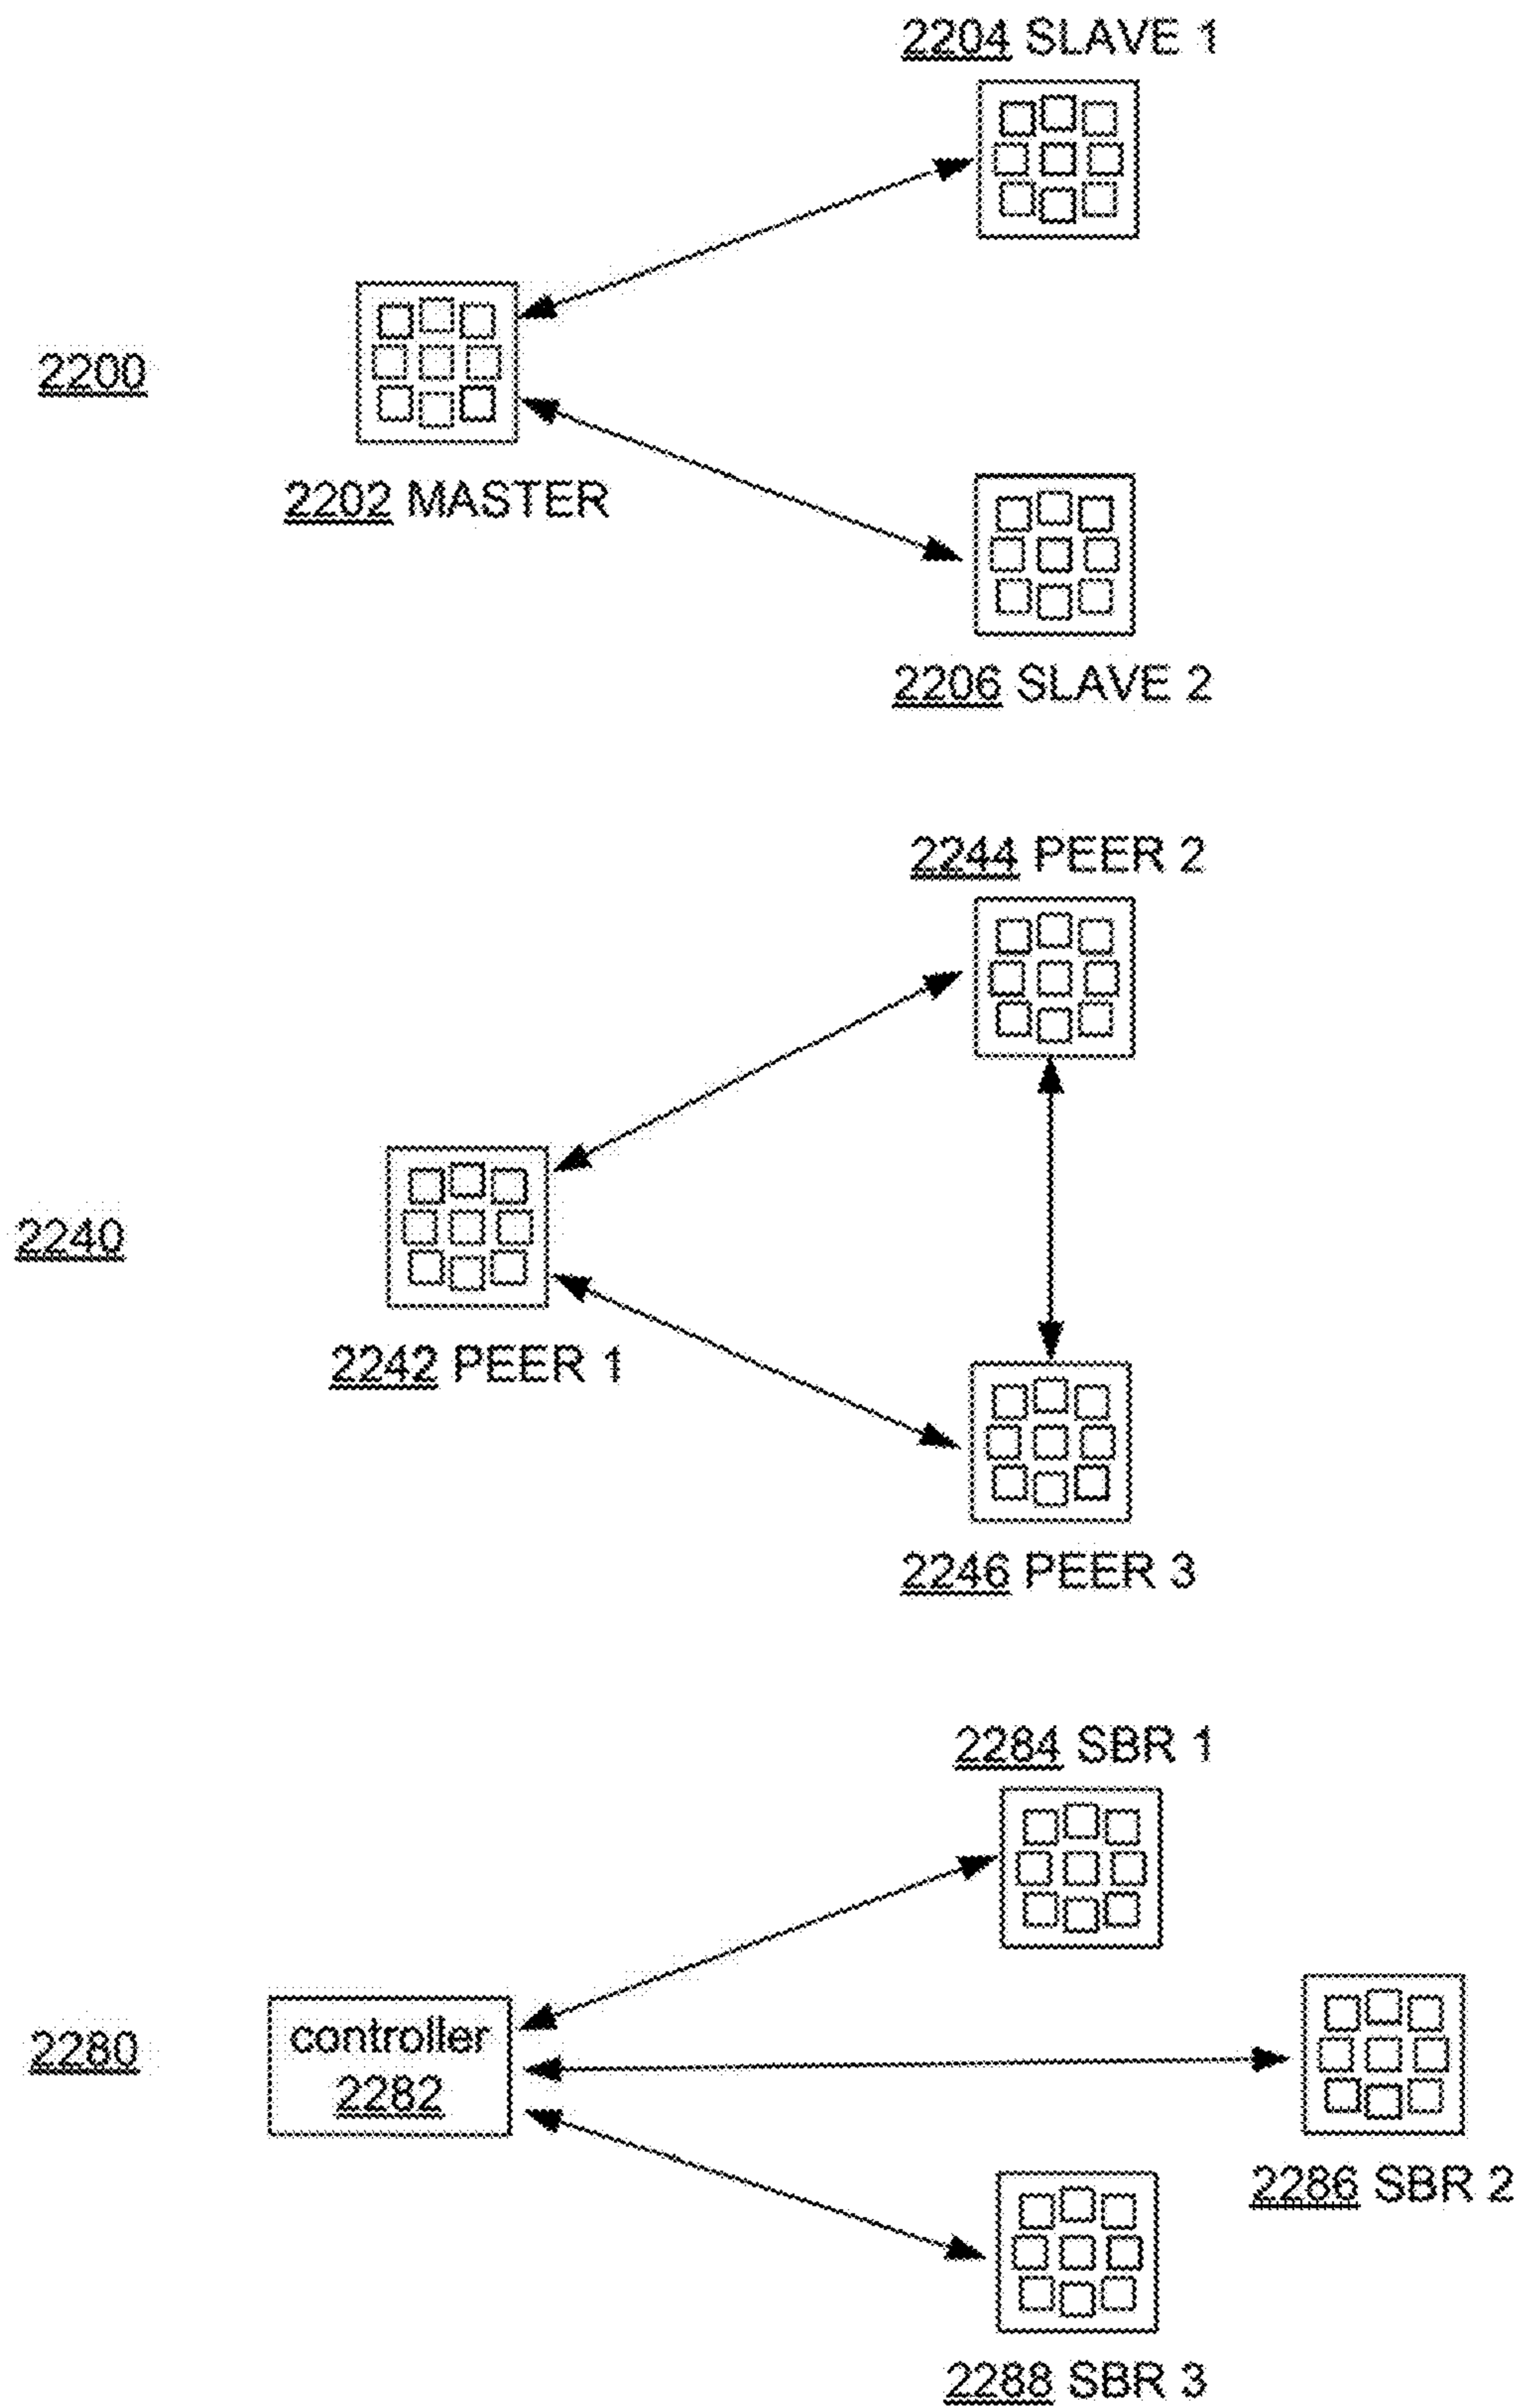 2204 SLAVE 1
2200
2202 MASTER
2206 SLAVE 2
2244 PEER 2
2240
2242 PEER 1
2246 PEER 3
2284 SBR 1
2280
controller
2282
2286 SBR 2
2288 SBR 3